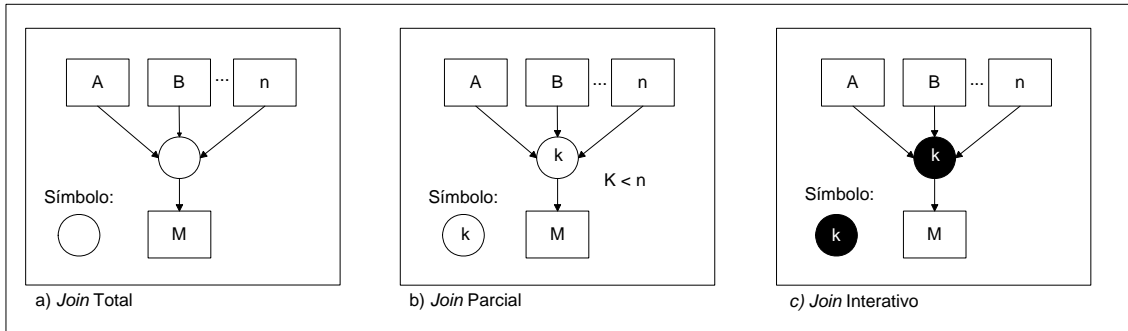 A B ... n
Símbolo:
M
a) Join Total
A B ... n
k
K < n
Símbolo:
k M
b) Join Parcial
A B ... n
k
Símbolo:
k M
c) Join Interativo